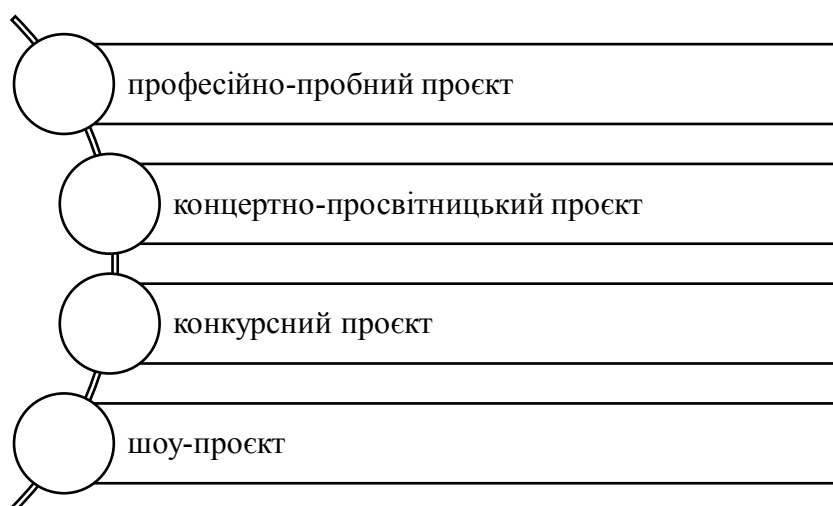 професійно-пробний проєкт
концертно-просвітницький проєкт
конкурсний проєкт
шоу-проєкт